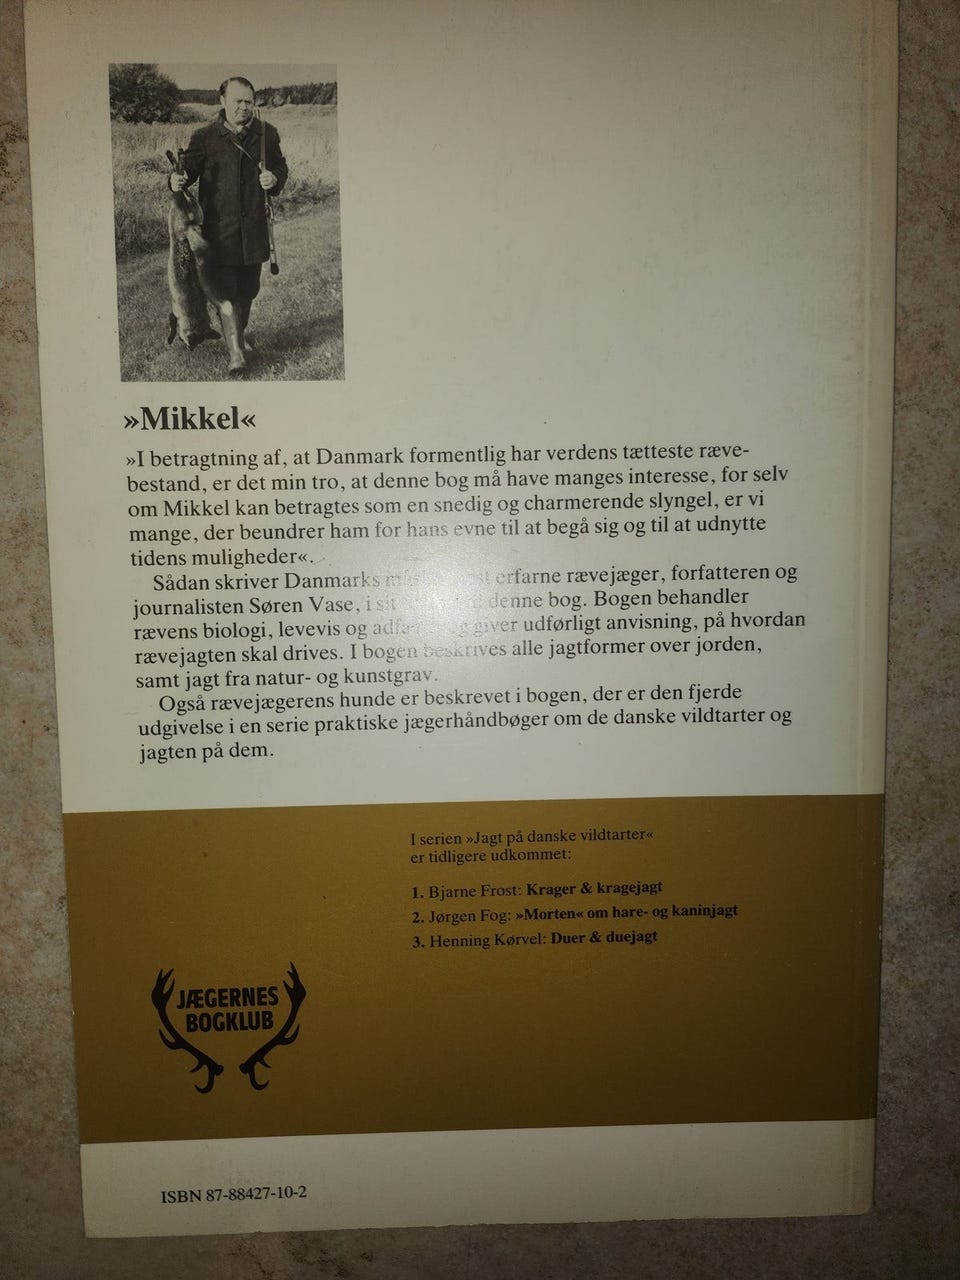 »Mikkel«
»I betragtning af, at Danmark formentlig har verdens tætteste ræve-
bestand, er det min tro, at denne bog må have manges interesse, for selv
om Mikkel kan betragtes som en snedig og charmerende slyngel, er vi
mange, der beundrer ham for hans evne til at begå sig og til at udnytte
tidens muligheder«.
Sådan skriver Danmarks erfarne rævejæger, forfatteren og
journalisten Søren Vase, i sit denne bog. Bogen behandler
rævens biologi, levevis og giver udførlig anvisning, på hvordan
rævejagten skal drives. I bogen beskrives alle jagtformer over jorden,
samt jagt fra natur- og kunstgrav.
Også rævejægerens hunde er beskrevet i bogen, der er den fjerde
udgivelse i en serie praktiske jægerhåndbøger om de danske vildtarter og
jagten på dem.
I serien »Jagt på danske vildtarter«
er tidligere udkommet:
1. Bjarne Frost: Krager & kragejagt
2. Jørgen Fog: »Morten« om hare- og kaninjagt
3. Henning Kørvel: Duer & duejagt
JÆGERNES
BOGKLUB
ISBN 87-88427-10-2